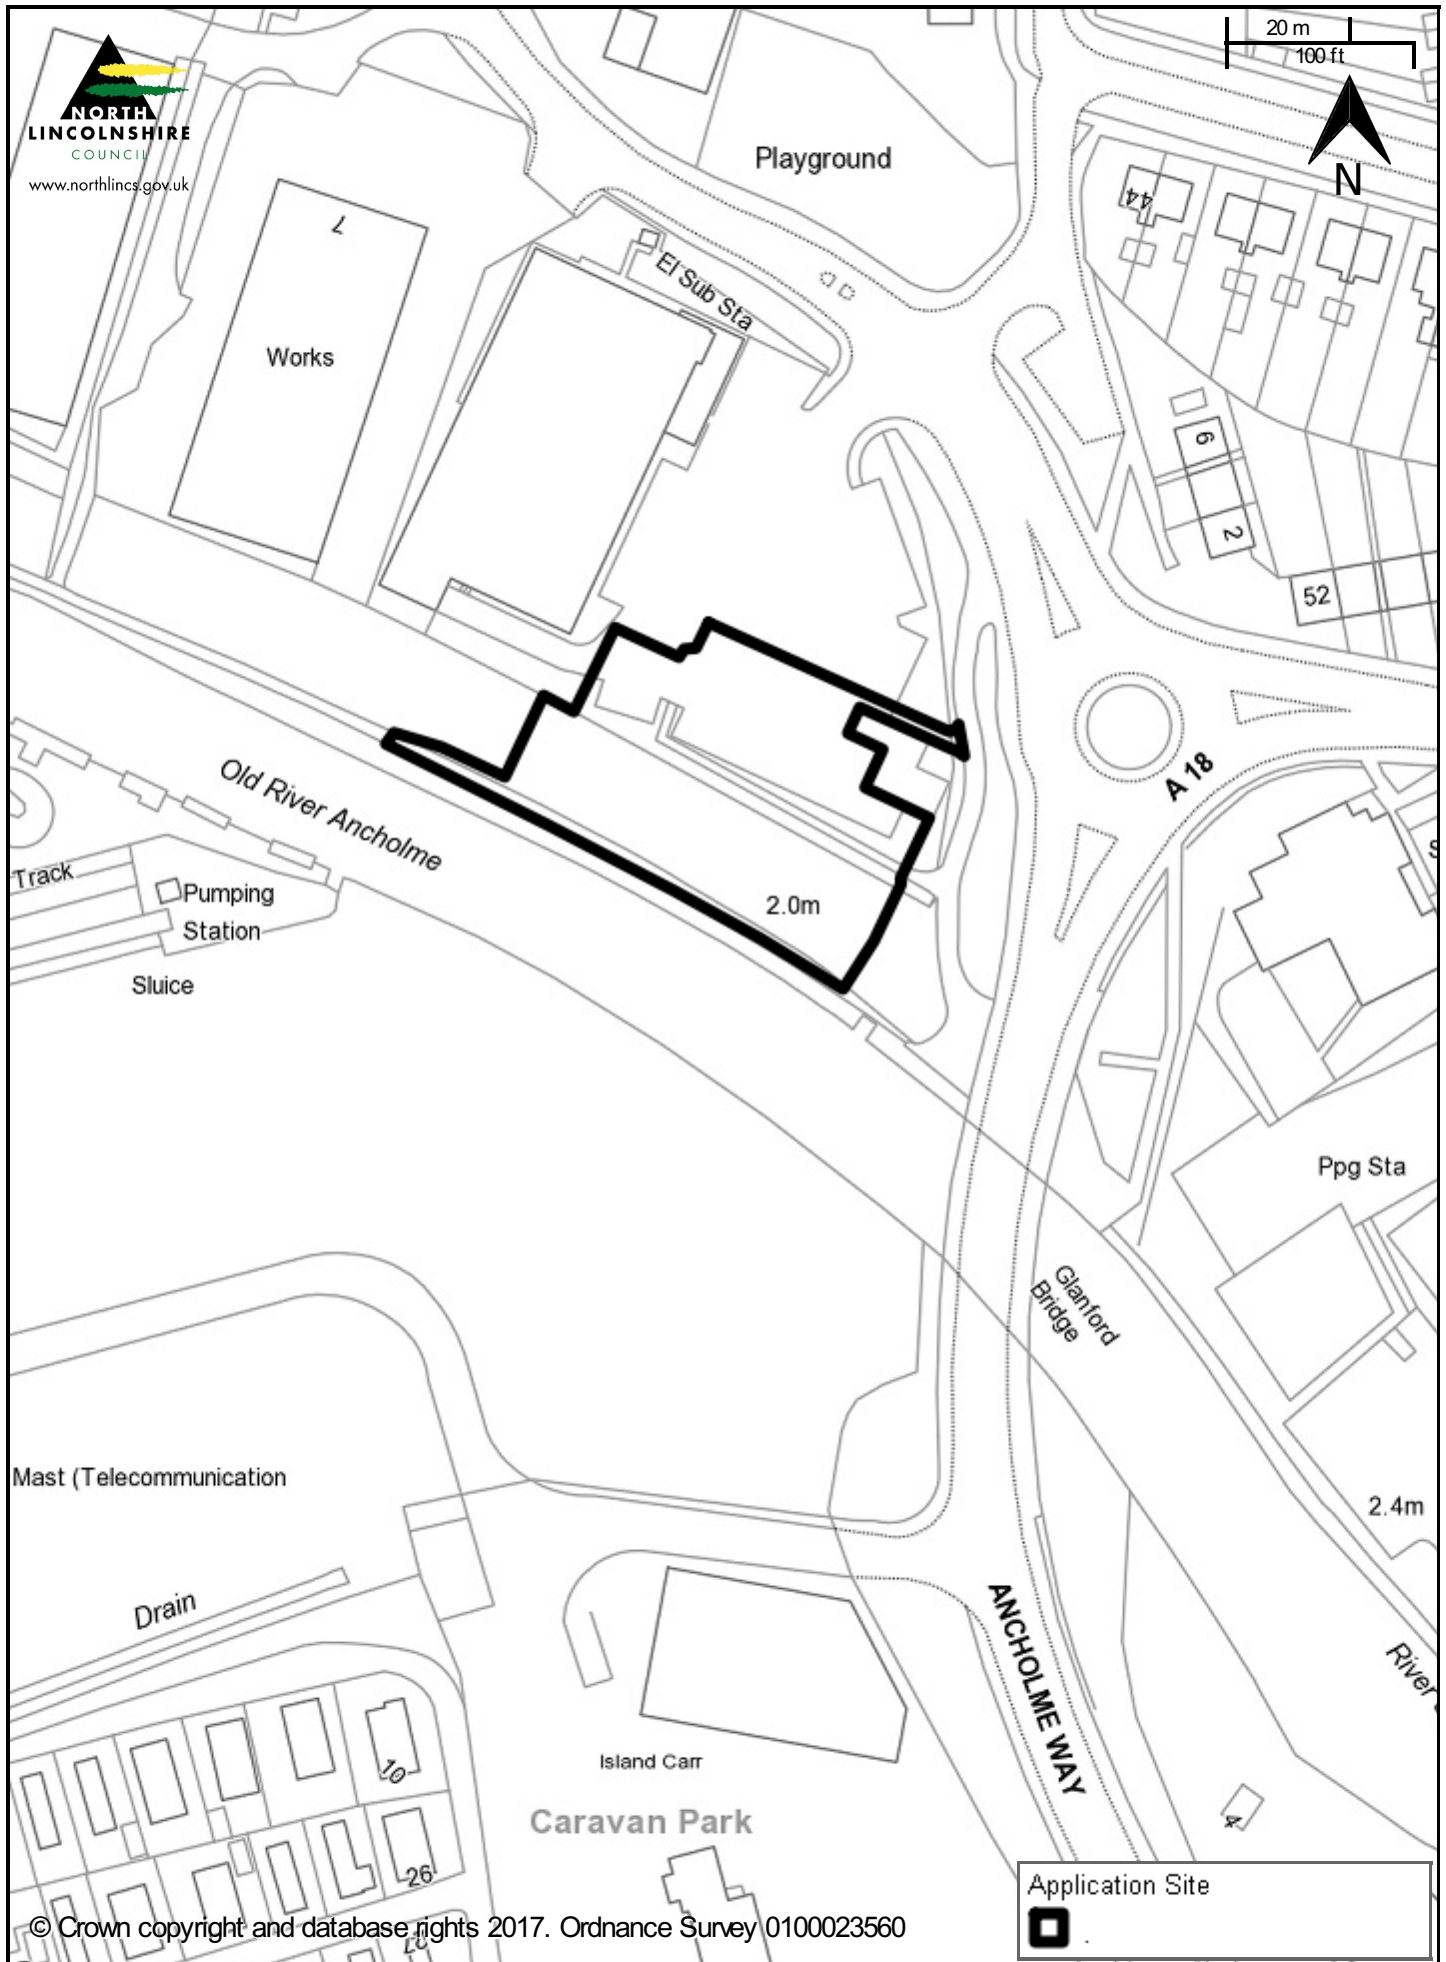 20 m
100 ft
NORTH
LINCOLNSHIRE
COUNCIL
www.northlincs.gov.uk
N
Playground
44
7
El Sub Sta
Works
6
2
52
A 18
Old River Ancholme
Track
Pumping
Station
2.0m
Sluice
Ppg Sta
Glanford
Bridge
Mast (Telecommunication
2.4m
Drain
ANCHOLME WAY
River
Island Carr
10
Caravan Park
4
26
Application Site
.
© Crown copyright and database rights 2017. Ordnance Survey 0100023560